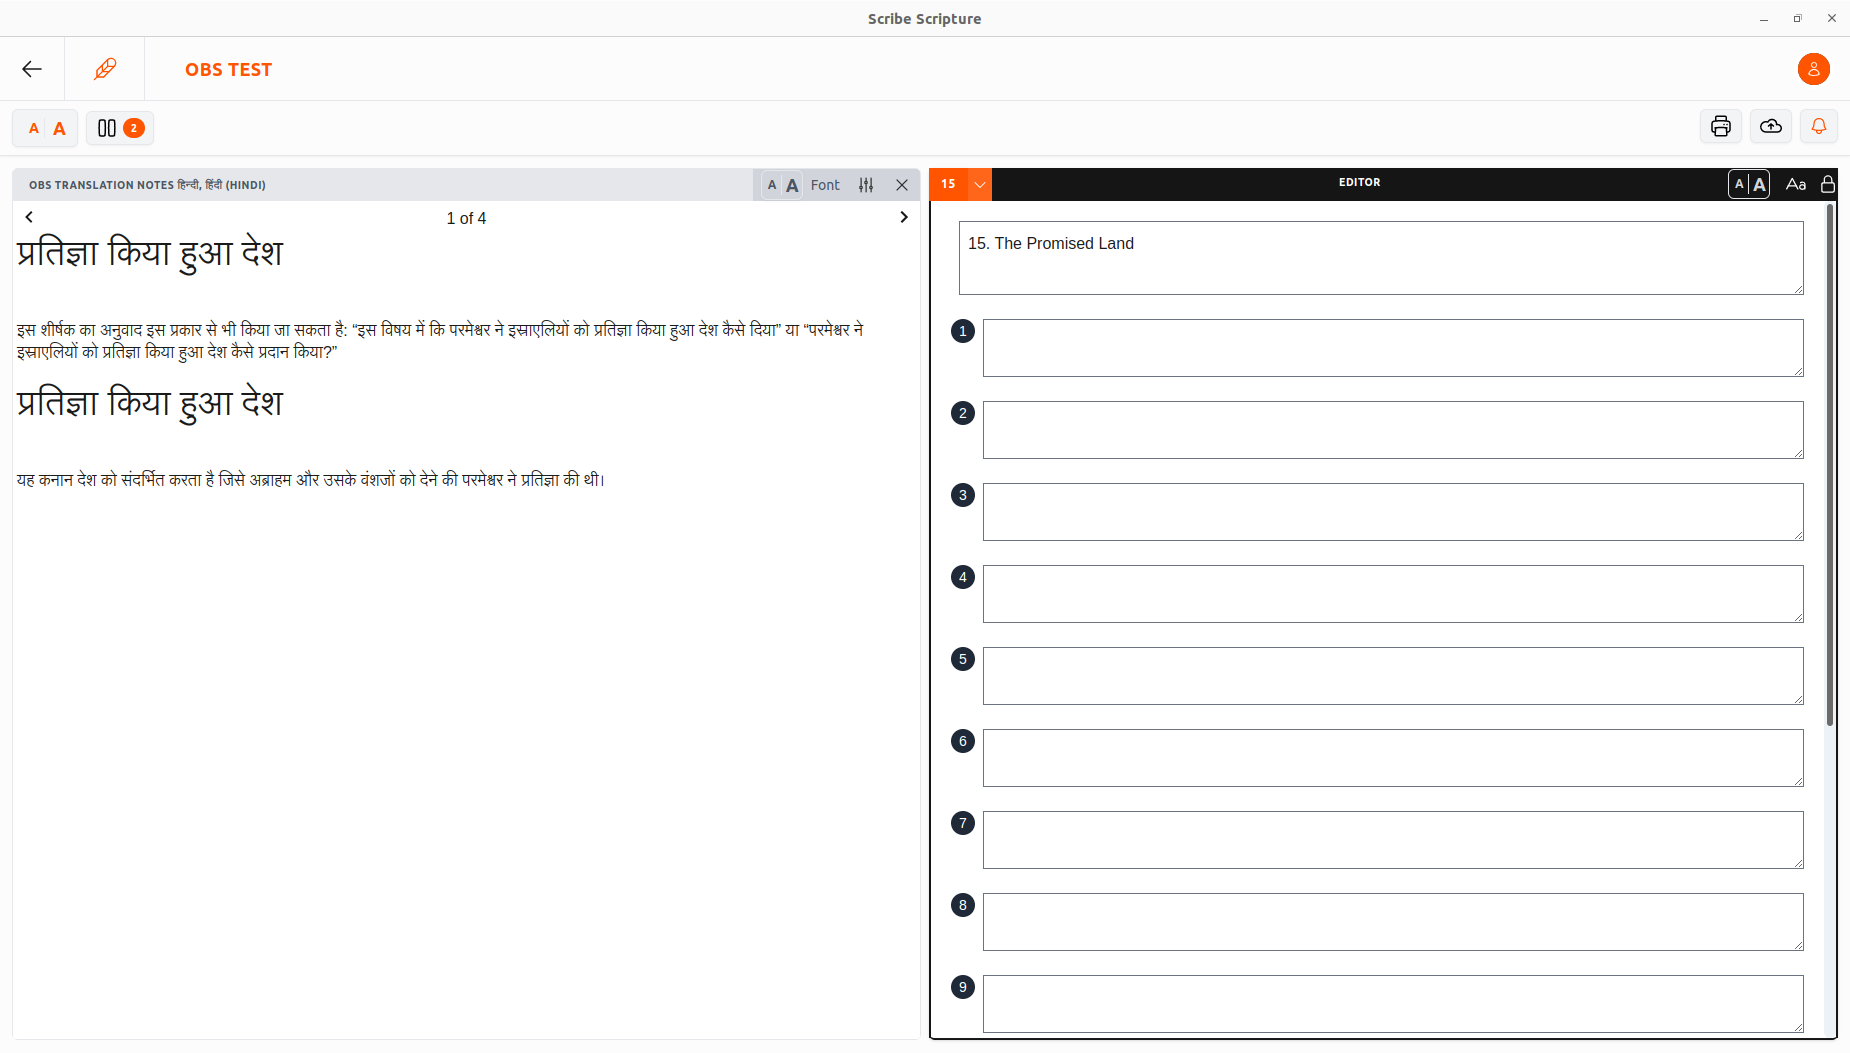 Scribe Scripture
OBS TEST
A A
2
OBS TRANSLATION NOTES हिन्दी, हिंदी (HINDI)
A A Font
1 of 4
प्रतिज्ञा किया हुआ देश
इस शीर्षक का अनुवाद इस प्रकार से भी किया जा सकता है: “इस विषय में कि परमेश्वर ने इस्राएलियों को प्रतिज्ञा किया हुआ देश कैसे दिया” या “परमेश्वर ने
इस्राएलियों को प्रतिज्ञा किया हुआ देश कैसे प्रदान किया?”
प्रतिज्ञा किया हुआ देश
यह कनान देश को संदर्भित करता है जिसे अब्राहम और उसके वंशजों को देने की परमेश्वर ने प्रतिज्ञा की थी।
15
EDITOR
A A Aa
15. The Promised Land
1
2
3
4
5
6
7
8
9